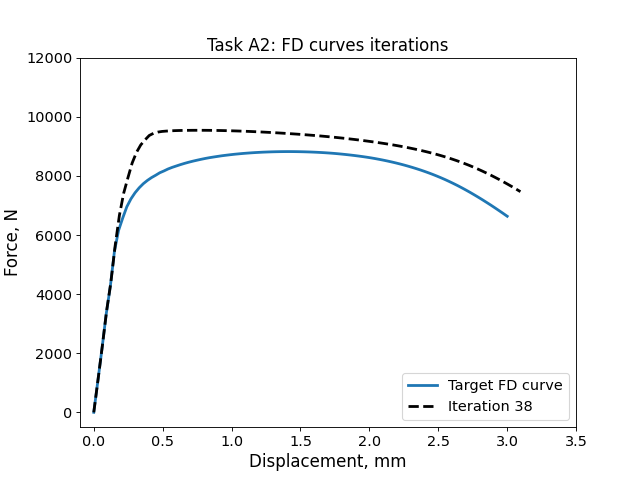 Task A2: FD curves iterations
12000
10000
8000
6000
4000
2000
0
Force, N
0.0 0.5 1.0 1.5 2.0 2.5 3.0 3.5
Displacement, mm
Target FD curve
Iteration 38